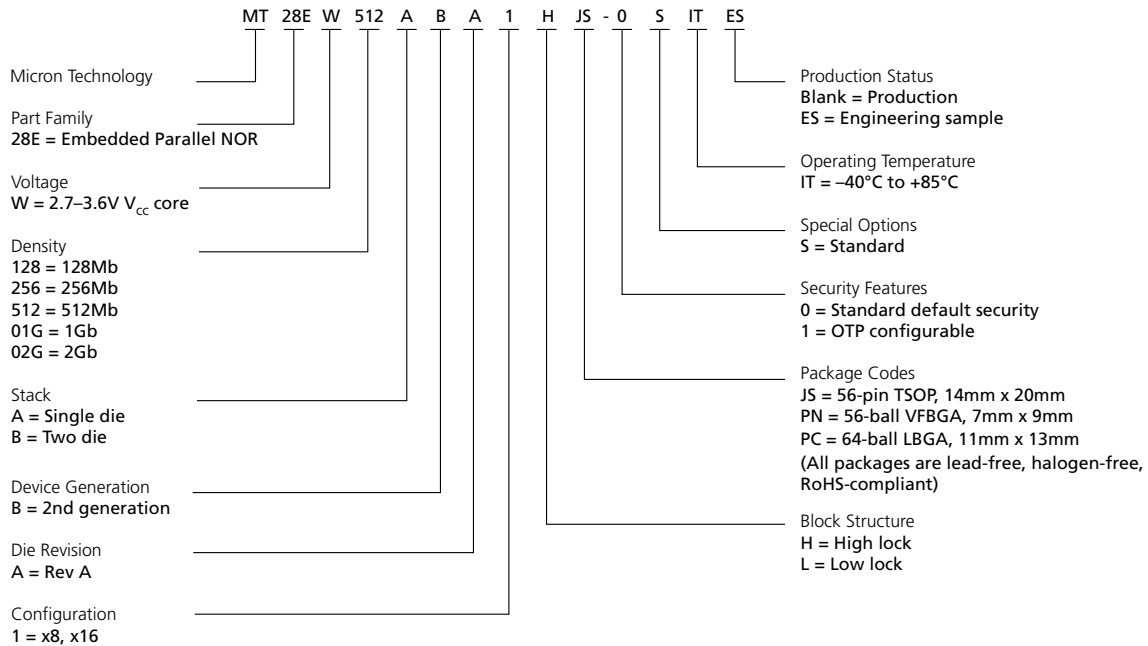 MT 28E W 512 A B A 1 H JS - 0 S IT ES
Micron Technology
Part Family
28E = Embedded Parallel NOR
Voltage
W = 2.7–3.6V Vcc core
Density
128 = 128Mb
256 = 256Mb
512 = 512Mb
01G = 1Gb
02G = 2Gb
Stack
A = Single die
B = Two die
Device Generation
B = 2nd generation
Die Revision
A = Rev A
Configuration
1 = x8, x16
Production Status
Blank = Production
ES = Engineering sample
Operating Temperature
IT = –40°C to +85°C
Special Options
S = Standard
Security Features
0 = Standard default security
1 = OTP configurable
Package Codes
JS = 56-pin TSOP, 14mm x 20mm
PN = 56-ball VFBGA, 7mm x 9mm
PC = 64-ball LBGA, 11mm x 13mm
(All packages are lead-free, halogen-free,
RoHS-compliant)
Block Structure
H = High lock
L = Low lock